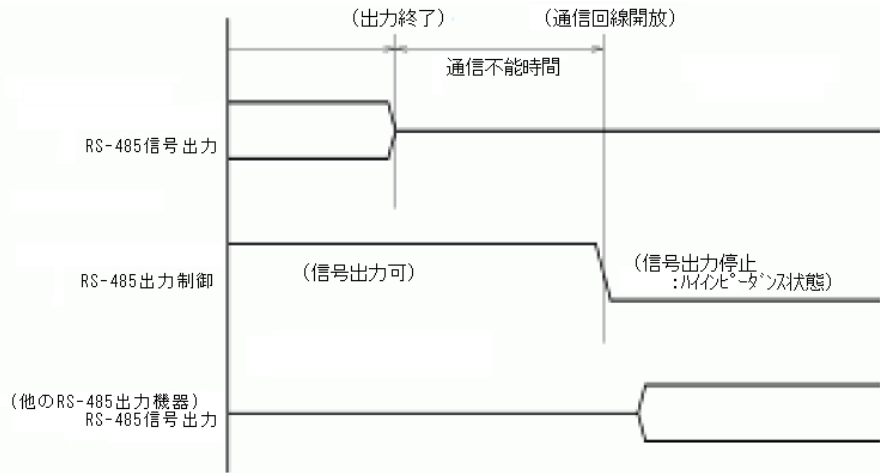 (出力終了)
(通信回線開放)
通信不能時間
RS-485信号出力
(信号出力可)
(信号出力停止
:ハイインピーダンス状態)
RS-485出力制御
(他のRS-485出力機器)
RS-485信号出力